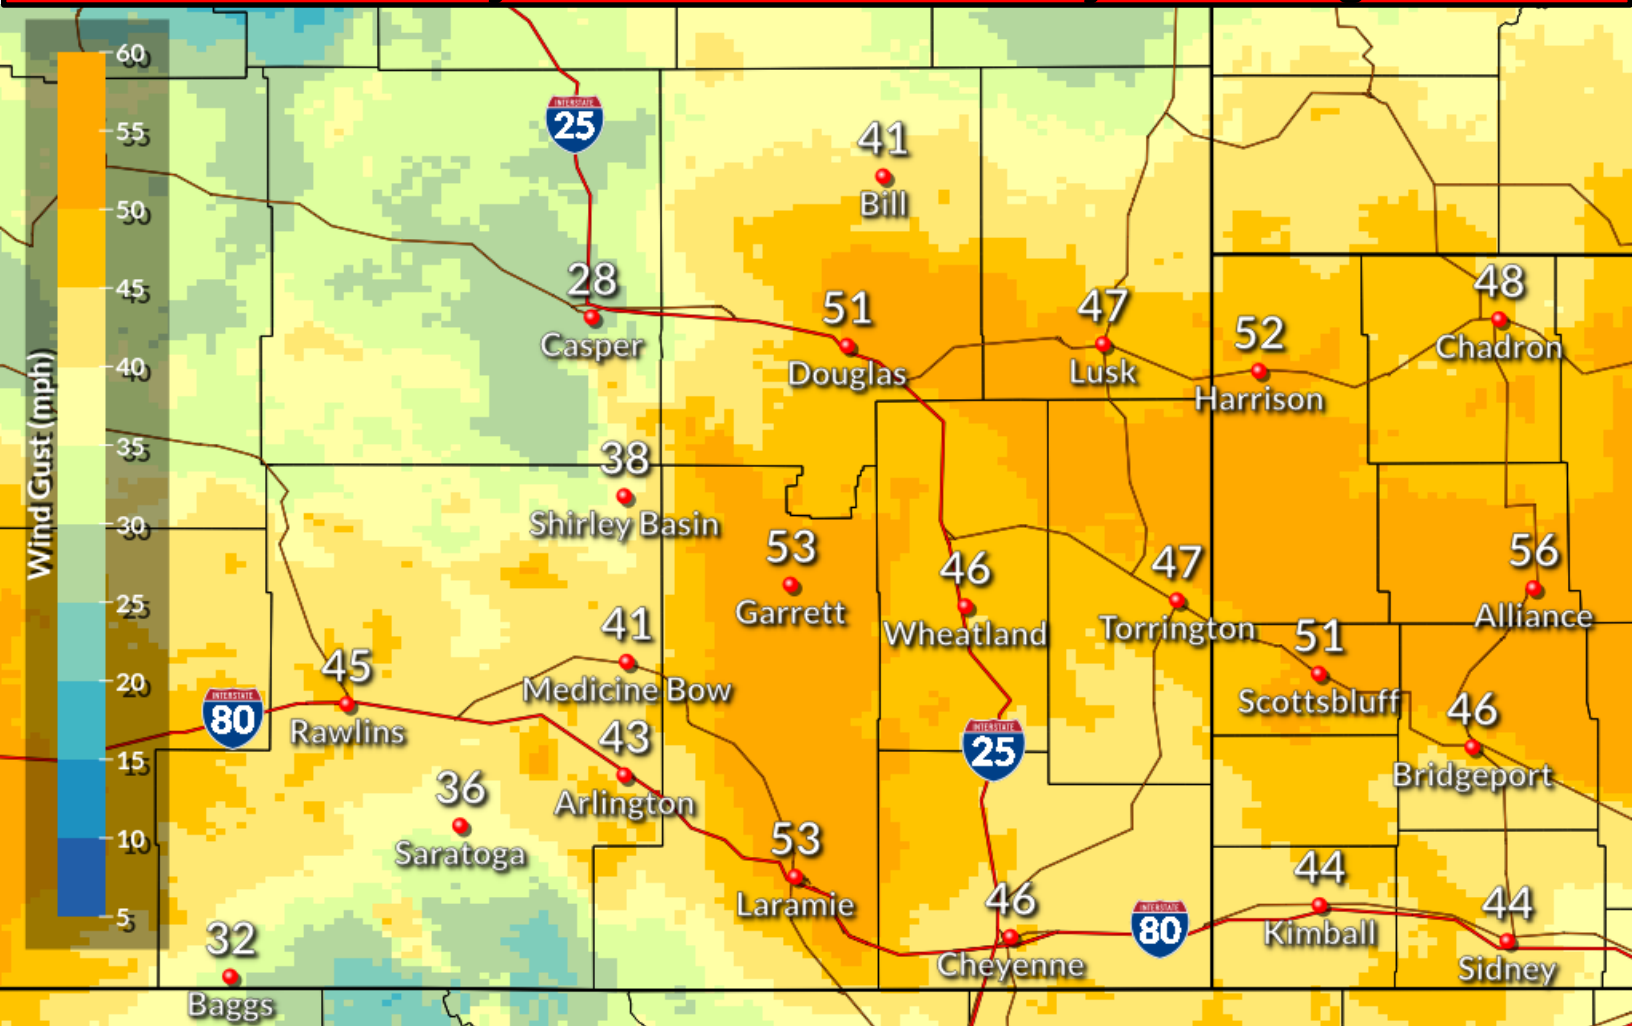 60
55
50
45
40
35
30
25
20
15
10
5
Wind Gust (mph)
INTERSTATE
25
41
Bill
28
Casper
51
Douglas
47
Lusk
52
Harrison
48
Chadron
38
Shirley Basin
53
Garrett
46
Wheatland
47
Torrington
56
Alliance
51
Scottsbluff
41
Medicine Bow
45
Rawlins
INTERSTATE
80
43
Arlington
INTERSTATE
25
46
Bridgeport
36
Saratoga
53
Laramie
46
Cheyenne
INTERSTATE
80
44
Kimball
44
Sidney
32
Baggs